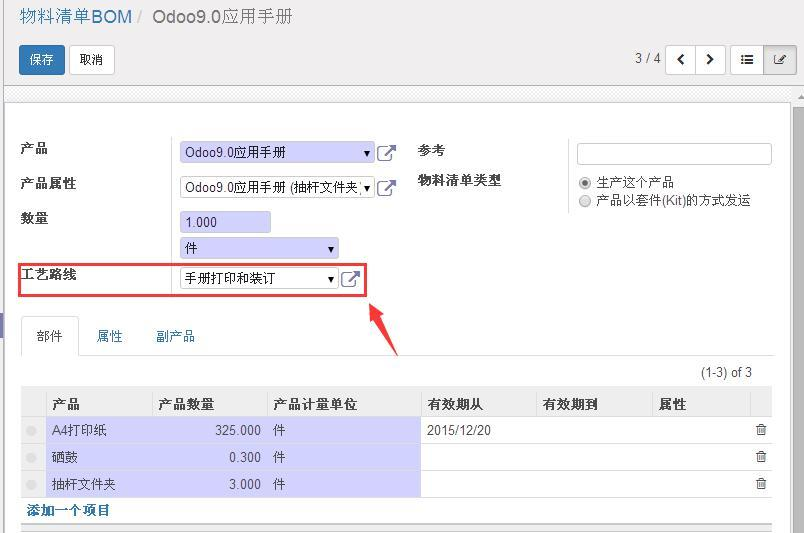 物料清单BOM / Odoo9.0应用手册
保存 取消 3 / 4
产品 Odoo9.0应用手册 参考
产品属性 Odoo9.0应用手册 (抽杆文件夹) 物料清单类型
生产这个产品
产品以套件(Kit)的方式发运
数量 1.000
件
工艺路线 手册打印和装订
部件 属性 副产品
(1-3) of 3
产品 产品数量 产品计量单位 有效期从 有效期到 属性
A4打印纸 325.000 件 2015/12/20
硒鼓 0.300 件
抽杆文件夹 3.000 件
添加一个项目